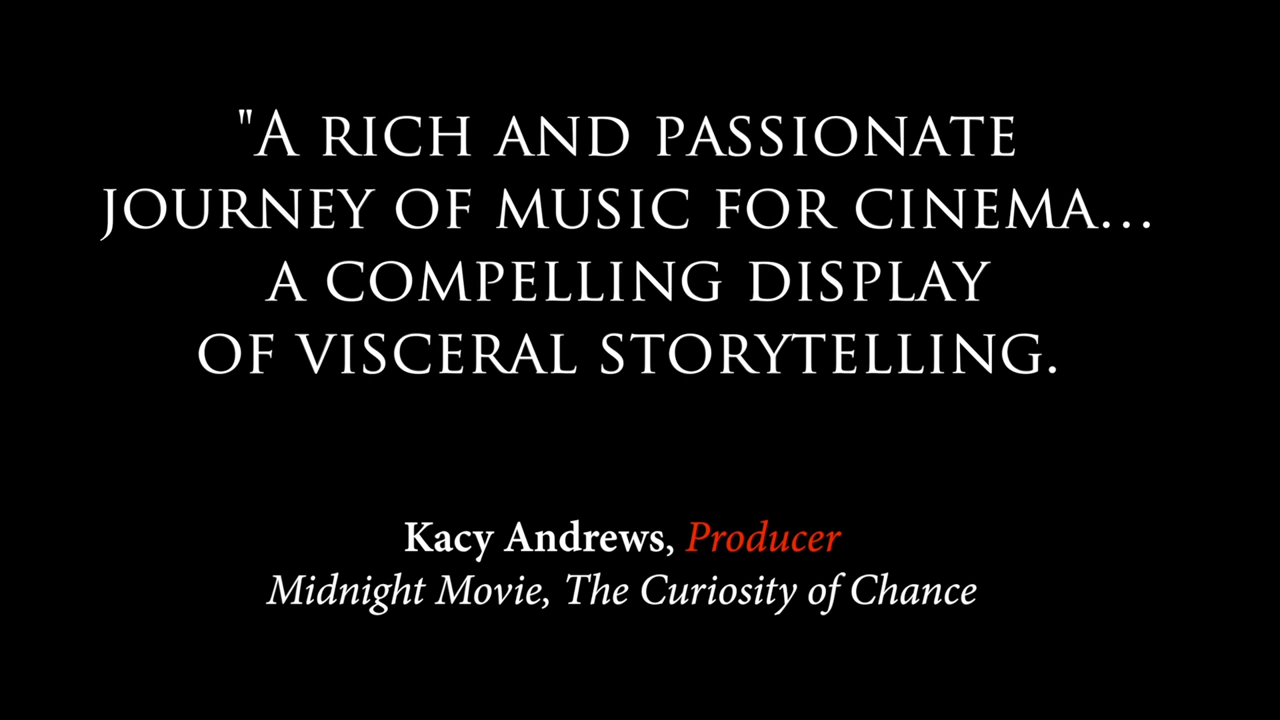 "A RICH AND PASSIONATE
JOURNEY OF MUSIC FOR CINEMA...
A COMPELLING DISPLAY
OF VISCERAL STORYTELLING.
Kacy Andrews, Producer
Midnight Movie, The Curiosity of Chance